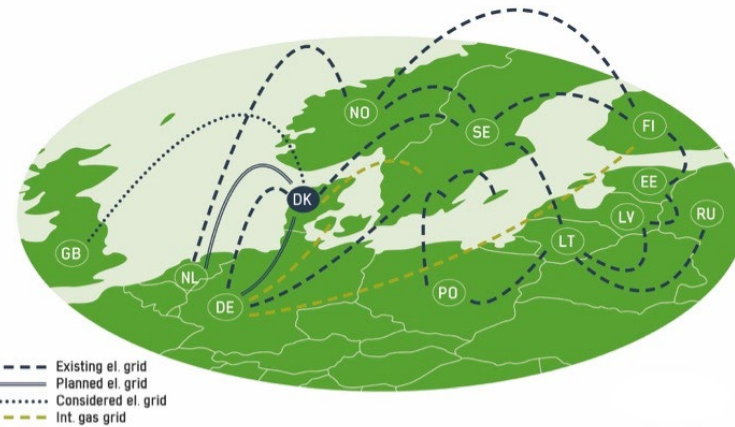 NO
SE
FI
DK
EE
LV
RU
GB
LT
NL
DE
PO
Existing el. grid
Planned el. grid
Considered el. grid
Int. gas grid